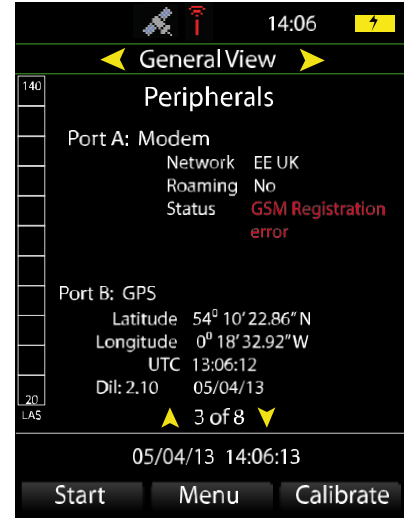 14:06
General View
140
Peripherals
Port A: Modem
Network EE UK
Roaming No
Status GSM Registration
error
Port B: GPS
Latitude 54⁰ 10’ 22.86” N
Longitude 0⁰ 18’ 32.92” W
UTC 13:06:12
Dil: 2.10 05/04/13
20
LAS
3 of 8
05/04/13 14:06:13
Start Menu Calibrate